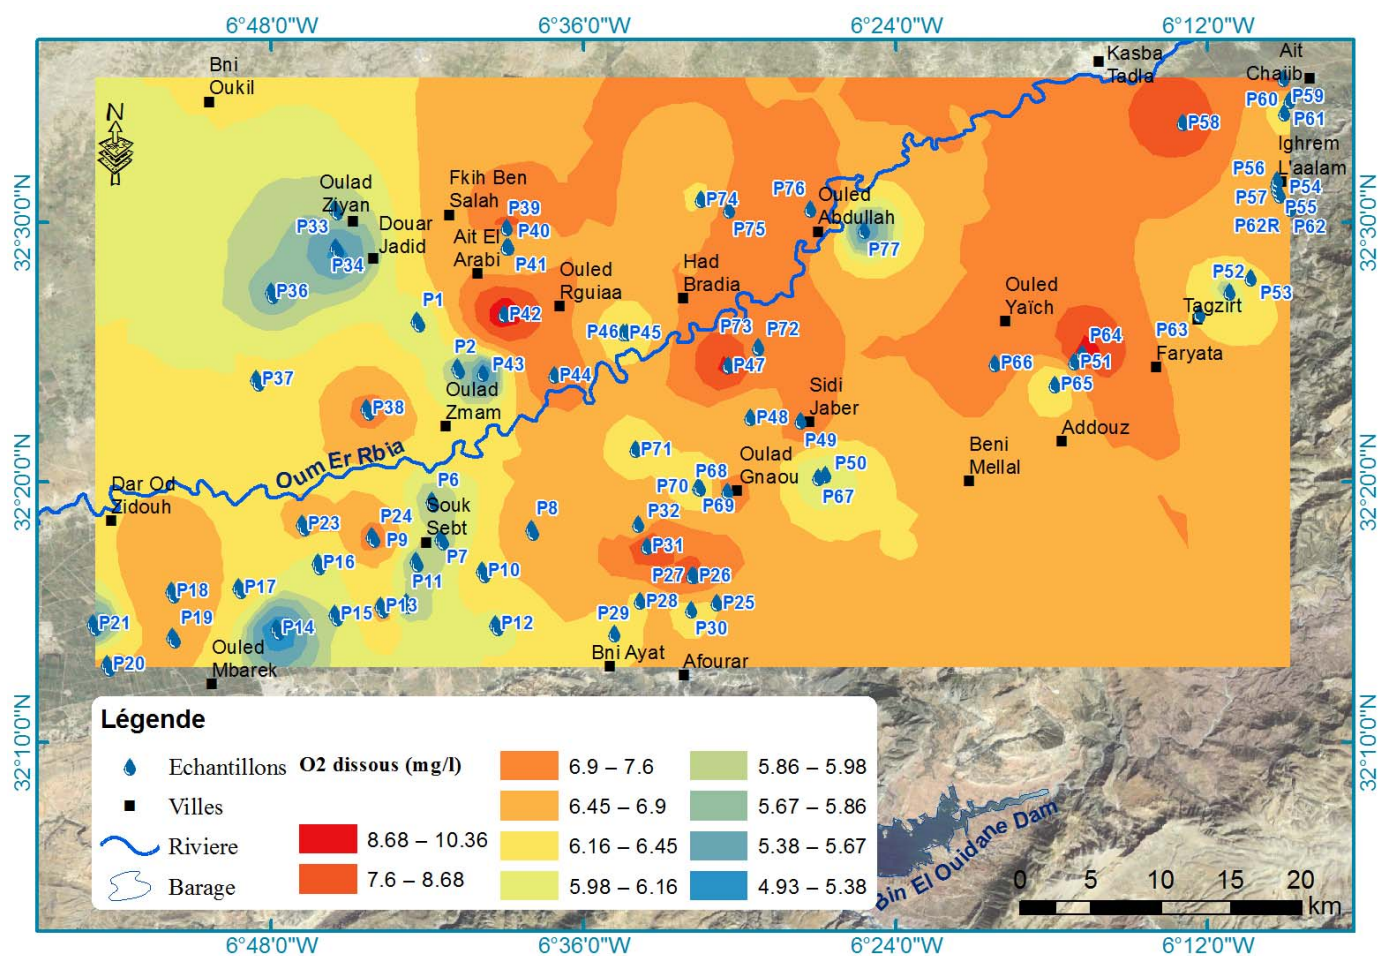 6°48'0"W
6°36'0"W
6°24'0"W
6°12'0"W
Bni
Oukil
Kasba
Tadla
Ait
Chajib
P60
P59
P61
N
P58
Ighrem
L'aalam
P56
P54
P57
P55
P62R
P62
Oulad
Ziyan
Fkih Ben
Salah
P39
P74
P76
Ouled
Abdullah
32°30'0"N
32°30'0"N
P33
Douar
Jadid
P40
P75
P34
Ait El
Arabi
P41
P77
P36
Ouled
Rguiaa
Had
Bradia
Ouled
Yaïch
P52
P53
Tagzirt
P1
P42
P46
P45
P73
P72
P64
P63
Faryata
P2
P43
P44
P47
P66
P51
P37
Oulad
Zmam
Sidi
Jaber
P65
P38
P48
P49
Addouz
Oum Er Rbia
P71
Oulad
Gnaou
Beni
Mellal
32°20'0"N
32°20'0"N
Dar Od
Zidouh
P6
P68
P50
P70
P69
P67
Souk
Sebt
P23
P24
P9
P8
P32
P7
P31
P16
P11
P10
P27
P26
P18
P17
P19
P13
P28
P25
P21
P14
P15
P12
P29
P30
P20
Ouled
Mbarek
Bni Ayat
Afourar
32°10'0"N
32°10'0"N
Légende
Echantillons
Villes
Riviere
Barage
O2 dissous (mg/l)
8.68 – 10.36
7.6 – 8.68
6.9 – 7.6
6.45 – 6.9
6.16 – 6.45
5.98 – 6.16
5.86 – 5.98
5.67 – 5.86
5.38 – 5.67
4.93 – 5.38
Bin El Ouidane Dam
0 5 10 15 20
km
6°48'0"W
6°36'0"W
6°24'0"W
6°12'0"W